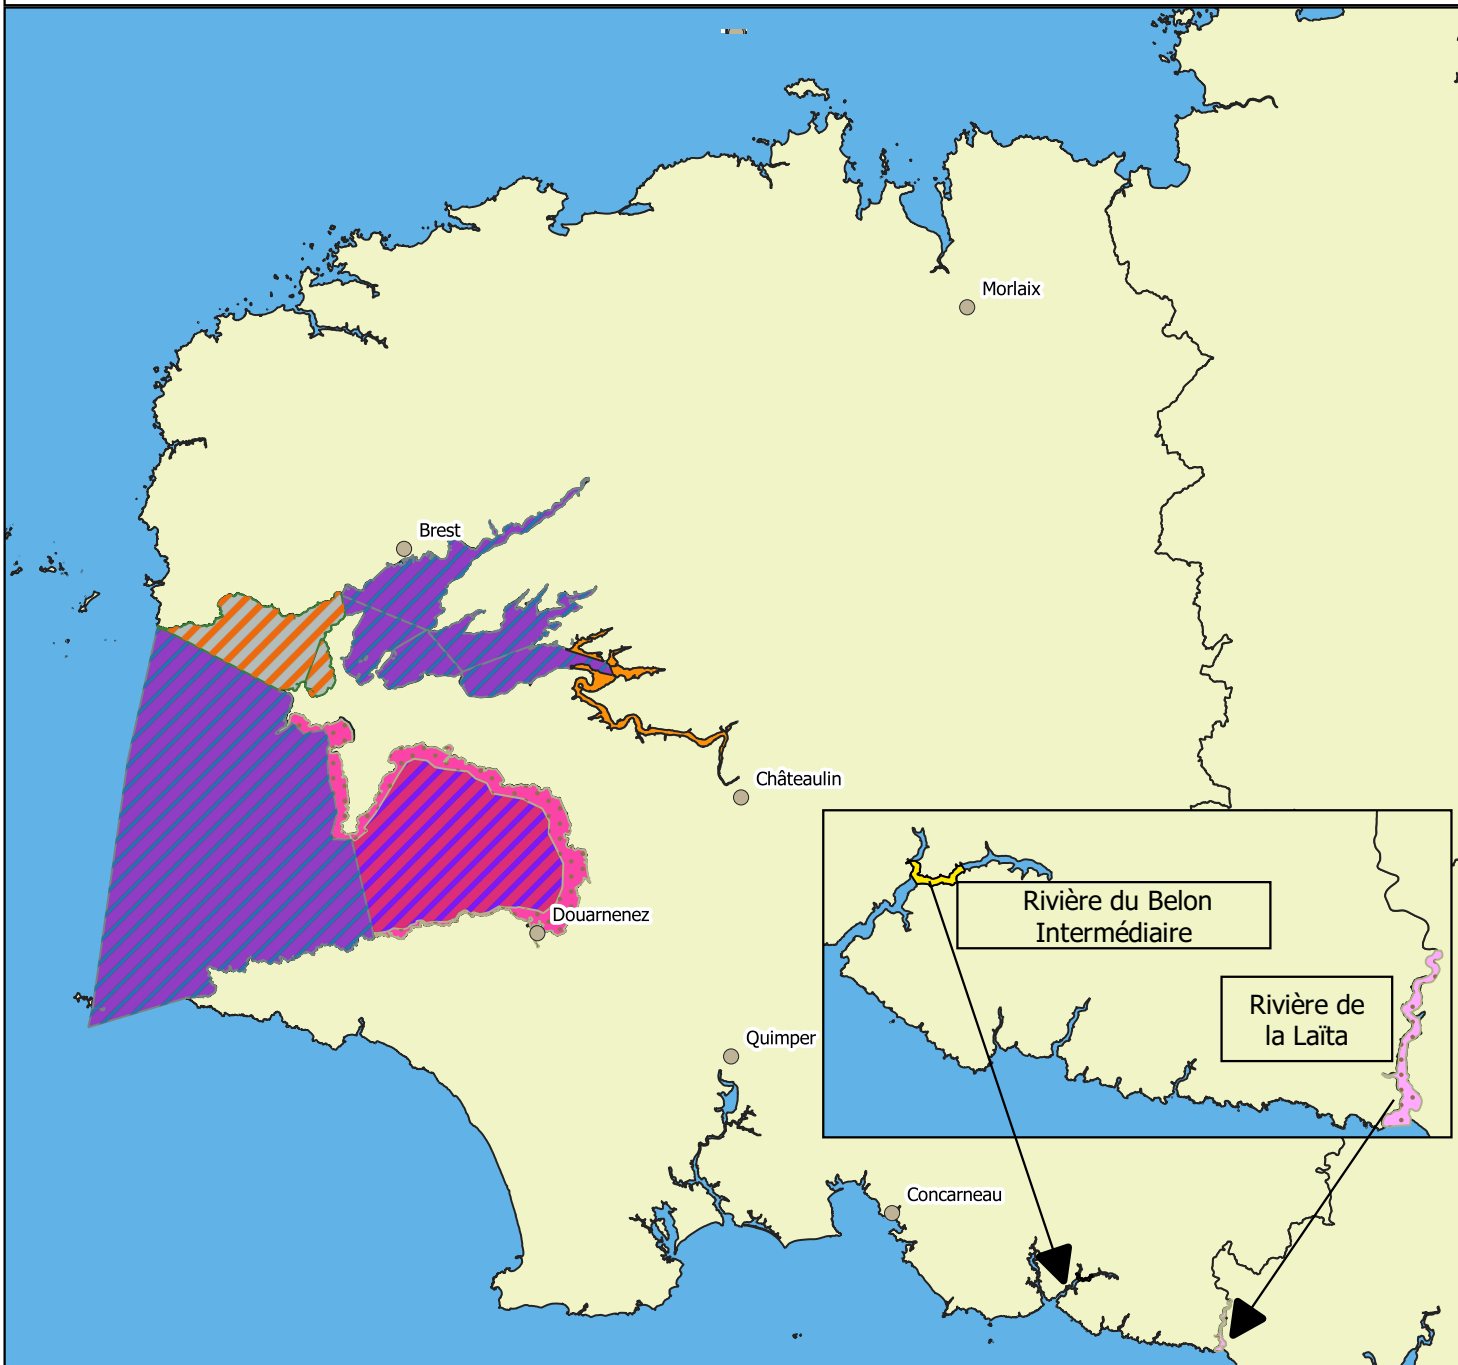 Morlaix
Brest
Châteaulin
Rivière du Belon
Intermédiaire
Douarnenez
Rivière de
la Laïta
Quimper
Concarneau